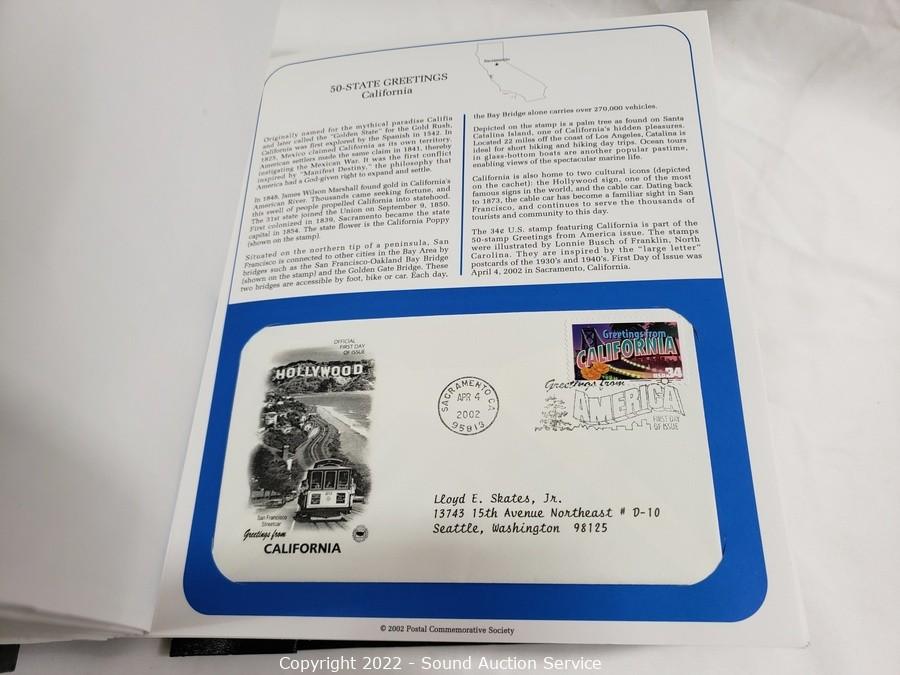 50-STATE GREETINGS
California
Sacramento
Originally named for the mythical paradise Califia
and later called the "Golden State" for the Gold Rush,
California was first explored by the Spanish in 1542. In
1825, Mexico claimed California as its own territory.
American settlers made the same claim in 1841, thereby
instigating the Mexican War. It was the first conflict
inspired by "Manifest Destiny," the philosophy that
America had a God-given right to expand and settle.
In 1848, James Wilson Marshall found gold in California's
American River. Thousands came seeking fortune, and
this swell of people propelled California into statehood.
The 31st state joined the Union on September 9, 1850.
First colonized in 1839, Sacramento became the state
capital in 1854. The state flower is the California Poppy
(shown on the stamp).
Situated on the northern tip of a peninsula, San
Francisco is connected to other cities in the Bay Area by
bridges such as the San Francisco-Oakland Bay Bridge
(shown on the stamp) and the Golden Gate Bridge. These
two bridges are accessible by foot, bike or car. Each day,
the Bay Bridge alone carries over 270,000 vehicles.
Depicted on the stamp is a palm tree as found on Santa
Catalina Island, one of California's hidden pleasures.
Located 22 miles off the coast of Los Angeles, Catalina is
ideal for short hiking and biking day trips. Ocean tours
in glass-bottom boats are another popular pastime,
enabling views of the spectacular marine life.
California is also home to two cultural icons (depicted
on the cachet): the Hollywood sign, one of the most
famous signs in the world, and the cable car. Dating back
to 1873, the cable car has become a familiar sight in San
Francisco, and continues to serve the thousands of
tourists and community to this day.
The 34¢ U.S. stamp featuring California is part of the
50-stamp Greetings from America issue. The stamps
were illustrated by Lonnie Busch of Franklin, North
Carolina. They are inspired by the "large letter"
postcards of the 1930's and 1940's. First Day of Issue was
April 4, 2002 in Sacramento, California.
OFFICIAL
FIRST DAY
OF ISSUE
HOLLYWOOD
San Francisco
Streetcar
Greetings from
CALIFORNIA
SACRAMENTO CA
APR 4
2002
95813
Greetings from
CALIFORNIA
USA 34
Greetings from
AMERICA
FIRST DAY
OF ISSUE
Lloyd E. Skates, Jr.
13743 15th Avenue Northeast # D-10
Seattle, Washington 98125
© 2002 Postal Commemorative Society
Copyright 2022 - Sound Auction Service